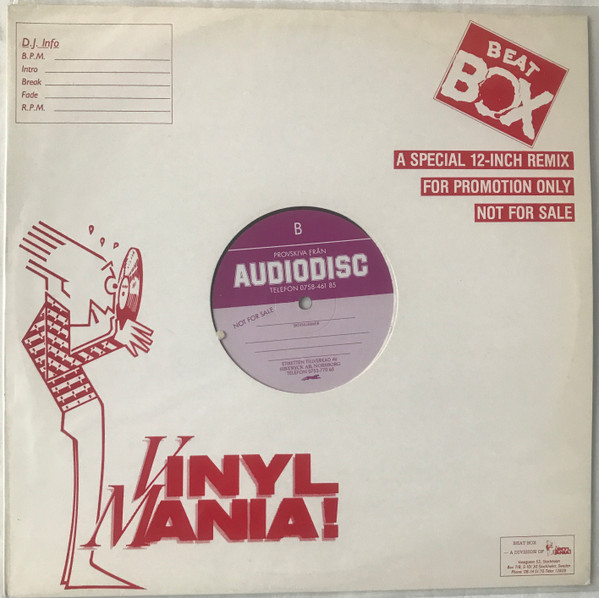 D.J. Info
B.P.M.
Intro
Break
Fade
R.P.M.
BEAT
BOX
A SPECIAL 12-INCH REMIX
FOR PROMOTION ONLY
NOT FOR SALE
B
PROVSKIVA FRÅN
AUDIODISC
TELEFON 0758-461 85
NOT FOR SALE
VINYL
MANIA!
BEAT BOX
— A DIVISION OF